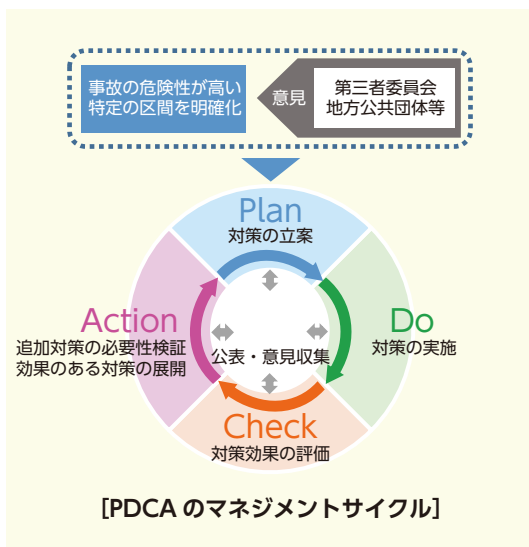 事故の危険性が高い
特定の区間を明確化
意見
第三者委員会
地方公共団体等
Plan
対策の立案
Do
対策の実施
Check
対策効果の評価
Action
追加対策の必要性検証
効果のある対策の展開
公表・意見収集
[PDCA のマネジメントサイクル]